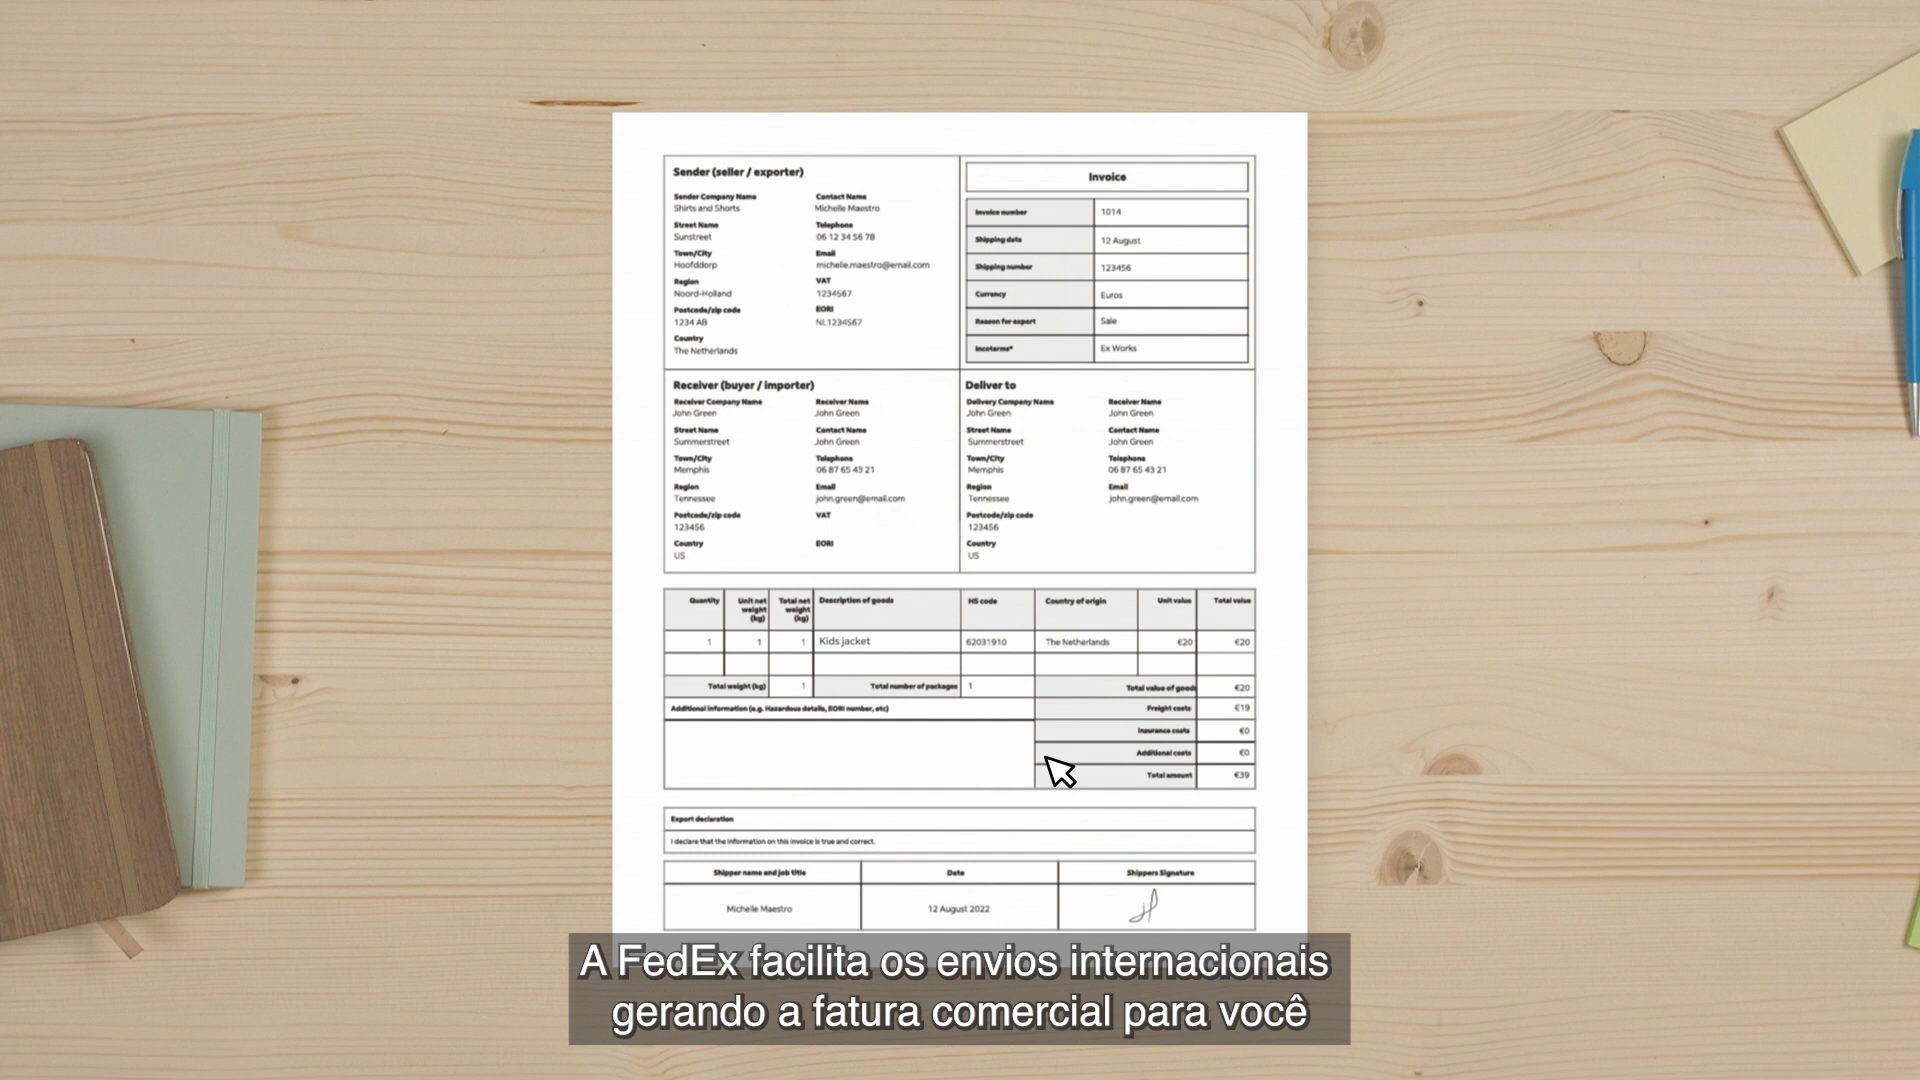 Sender (seller / exporter)
Sender Company Name
Shirts and Shorts
Street Name
Sunstreet
Town/City
Hoofddorp
Region
Noord-Holland
Postcode/zip code
1234 AB
Country
The Netherlands
Contact Name
Michelle Maestro
Telephone
06 12 34 56 78
Email
michelle.maestro@email.com
VAT
1234567
EORI
NL1234567
Invoice
Invoice number 1014
Shipping date 12 August
Shipping number 123456
Currency Euros
Reason for export Sale
Incoterms* Ex Works
Receiver (buyer / importer)
Receiver Company Name
John Green
Street Name
Summerstreet
Town/City
Memphis
Region
Tennessee
Postcode/zip code
123456
Country
US
Receiver Name
John Green
Contact Name
John Green
Telephone
06 87 65 43 21
Email
john.green@email.com
VAT
EORI
Deliver to
Delivery Company Name
John Green
Street Name
Summerstreet
Town/City
Memphis
Region
Tennessee
Postcode/zip code
123456
Country
US
Receiver Name
John Green
Contact Name
John Green
Telephone
06 87 65 43 21
Email
john.green@email.com
Quantity Unit net weight (kg) Total net weight (kg) Description of goods HS code Country of origin Unit value Total value
1 1 1 Kids jacket 62031910 The Netherlands €20 €20
Total weight (kg) 1 Total number of packages 1 Total value of goods €20
Additional information (e.g. Hazardous details, EORI number, etc)
Freight costs €19
Insurance costs €0
Additional costs €0
Total amount €39
Export declaration
I declare that the information on this invoice is true and correct.
Shipper name and job title Date Shippers Signature
Michelle Maestro 12 August 2022
A FedEx facilita os envios internacionais
gerando a fatura comercial para você